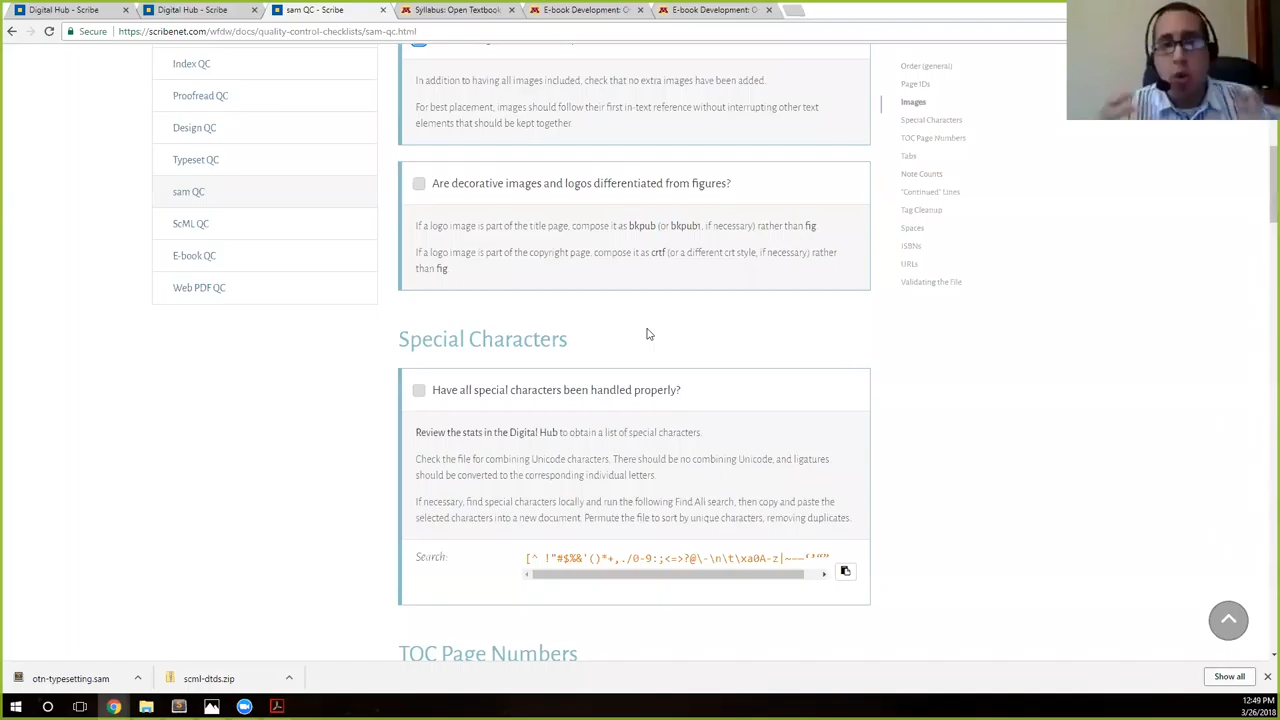 Digital Hub - Scribe
Digital Hub - Scribe
sam QC - Scribe
Syllabus: Open Textbook
E-book Development: O
E-book Development: O
Secure
https://scribenet.com/wfdw/docs/quality-control-checklists/sam-qc.html
Index QC
Proofread QC
Design QC
Typeset QC
sam QC
ScML QC
E-book QC
Web PDF QC
In addition to having all images included, check that no extra images have been added.
For best placement, images should follow their first in-text reference without interrupting other text
elements that should be kept together.
Are decorative images and logos differentiated from figures?
If a logo image is part of the title page, compose it as bkpub (or bkpub1, if necessary) rather than fig.
If a logo image is part of the copyright page, compose it as crtf (or a different crt style, if necessary) rather
than fig.
Special Characters
Have all special characters been handled properly?
Review the stats in the Digital Hub to obtain a list of special characters.
Check the file for combining Unicode characters. There should be no combining Unicode, and ligatures
should be converted to the corresponding individual letters.
If necessary, find special characters locally and run the following Find All search, then copy and paste the
selected characters into a new document. Permute the file to sort by unique characters, removing duplicates.
Search:
[^ !"#$%&'()*+,./0-9:;<=>?@\-\n\t\xa0A-z|~–—‘’“”
TOC Page Numbers
Order (general)
Page IDs
Images
Special Characters
TOC Page Numbers
Tabs
Note Counts
"Continued" Lines
Tag Cleanup
Spaces
ISBNs
URLs
Validating the File
otn-typesetting.sam
scml-dtds.zip
Show all
12:49 PM
3/26/2018